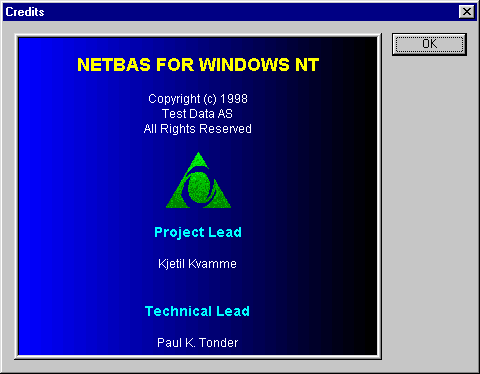 Credits
OK
NETBAS FOR WINDOWS NT
Copyright (c) 1998
Test Data AS
All Rights Reserved
Project Lead
Kjetil Kvamme
Technical Lead
Paul K. Tonder